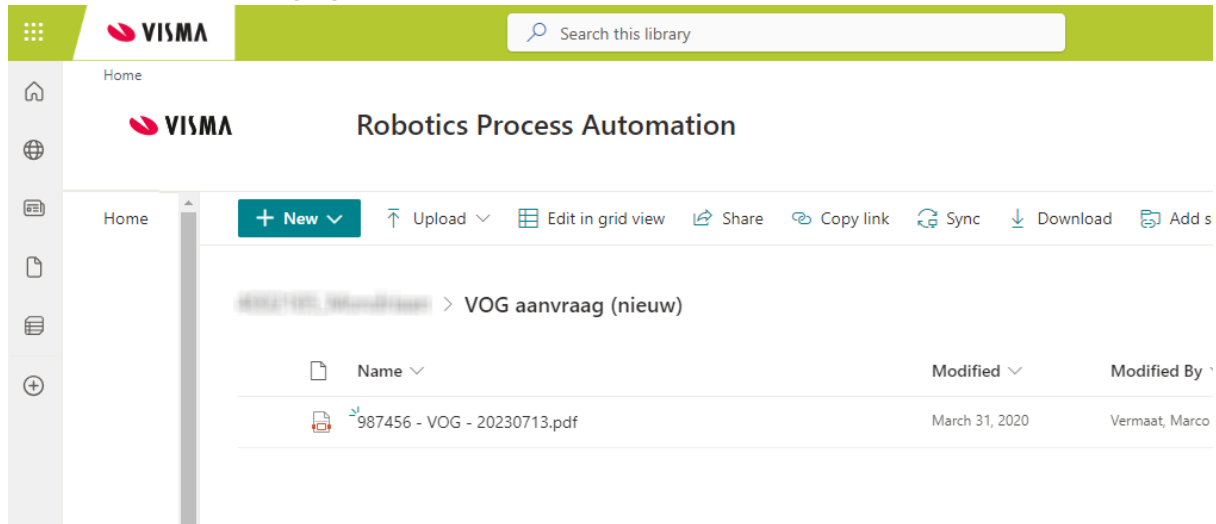 VISMA
Search this library
Home
VISMA
Robotics Process Automation
Home
New
Upload
Edit in grid view
Share
Copy link
Sync
Download
Add s
> VOG aanvraag (nieuw)
Name
Modified
Modified By
987456 - VOG - 20230713.pdf
March 31, 2020
Vermaat, Marco